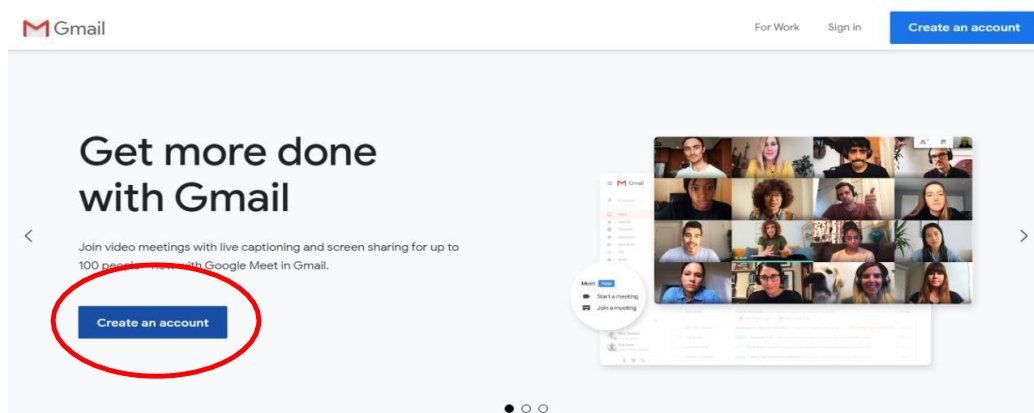 Gmail
For Work
Sign in
Create an account
Get more done
with Gmail
Join video meetings with live captioning and screen sharing for up to
100 people—now with Google Meet in Gmail.
Create an account
Gmail
Meet New
Start a meeting
Join a meeting